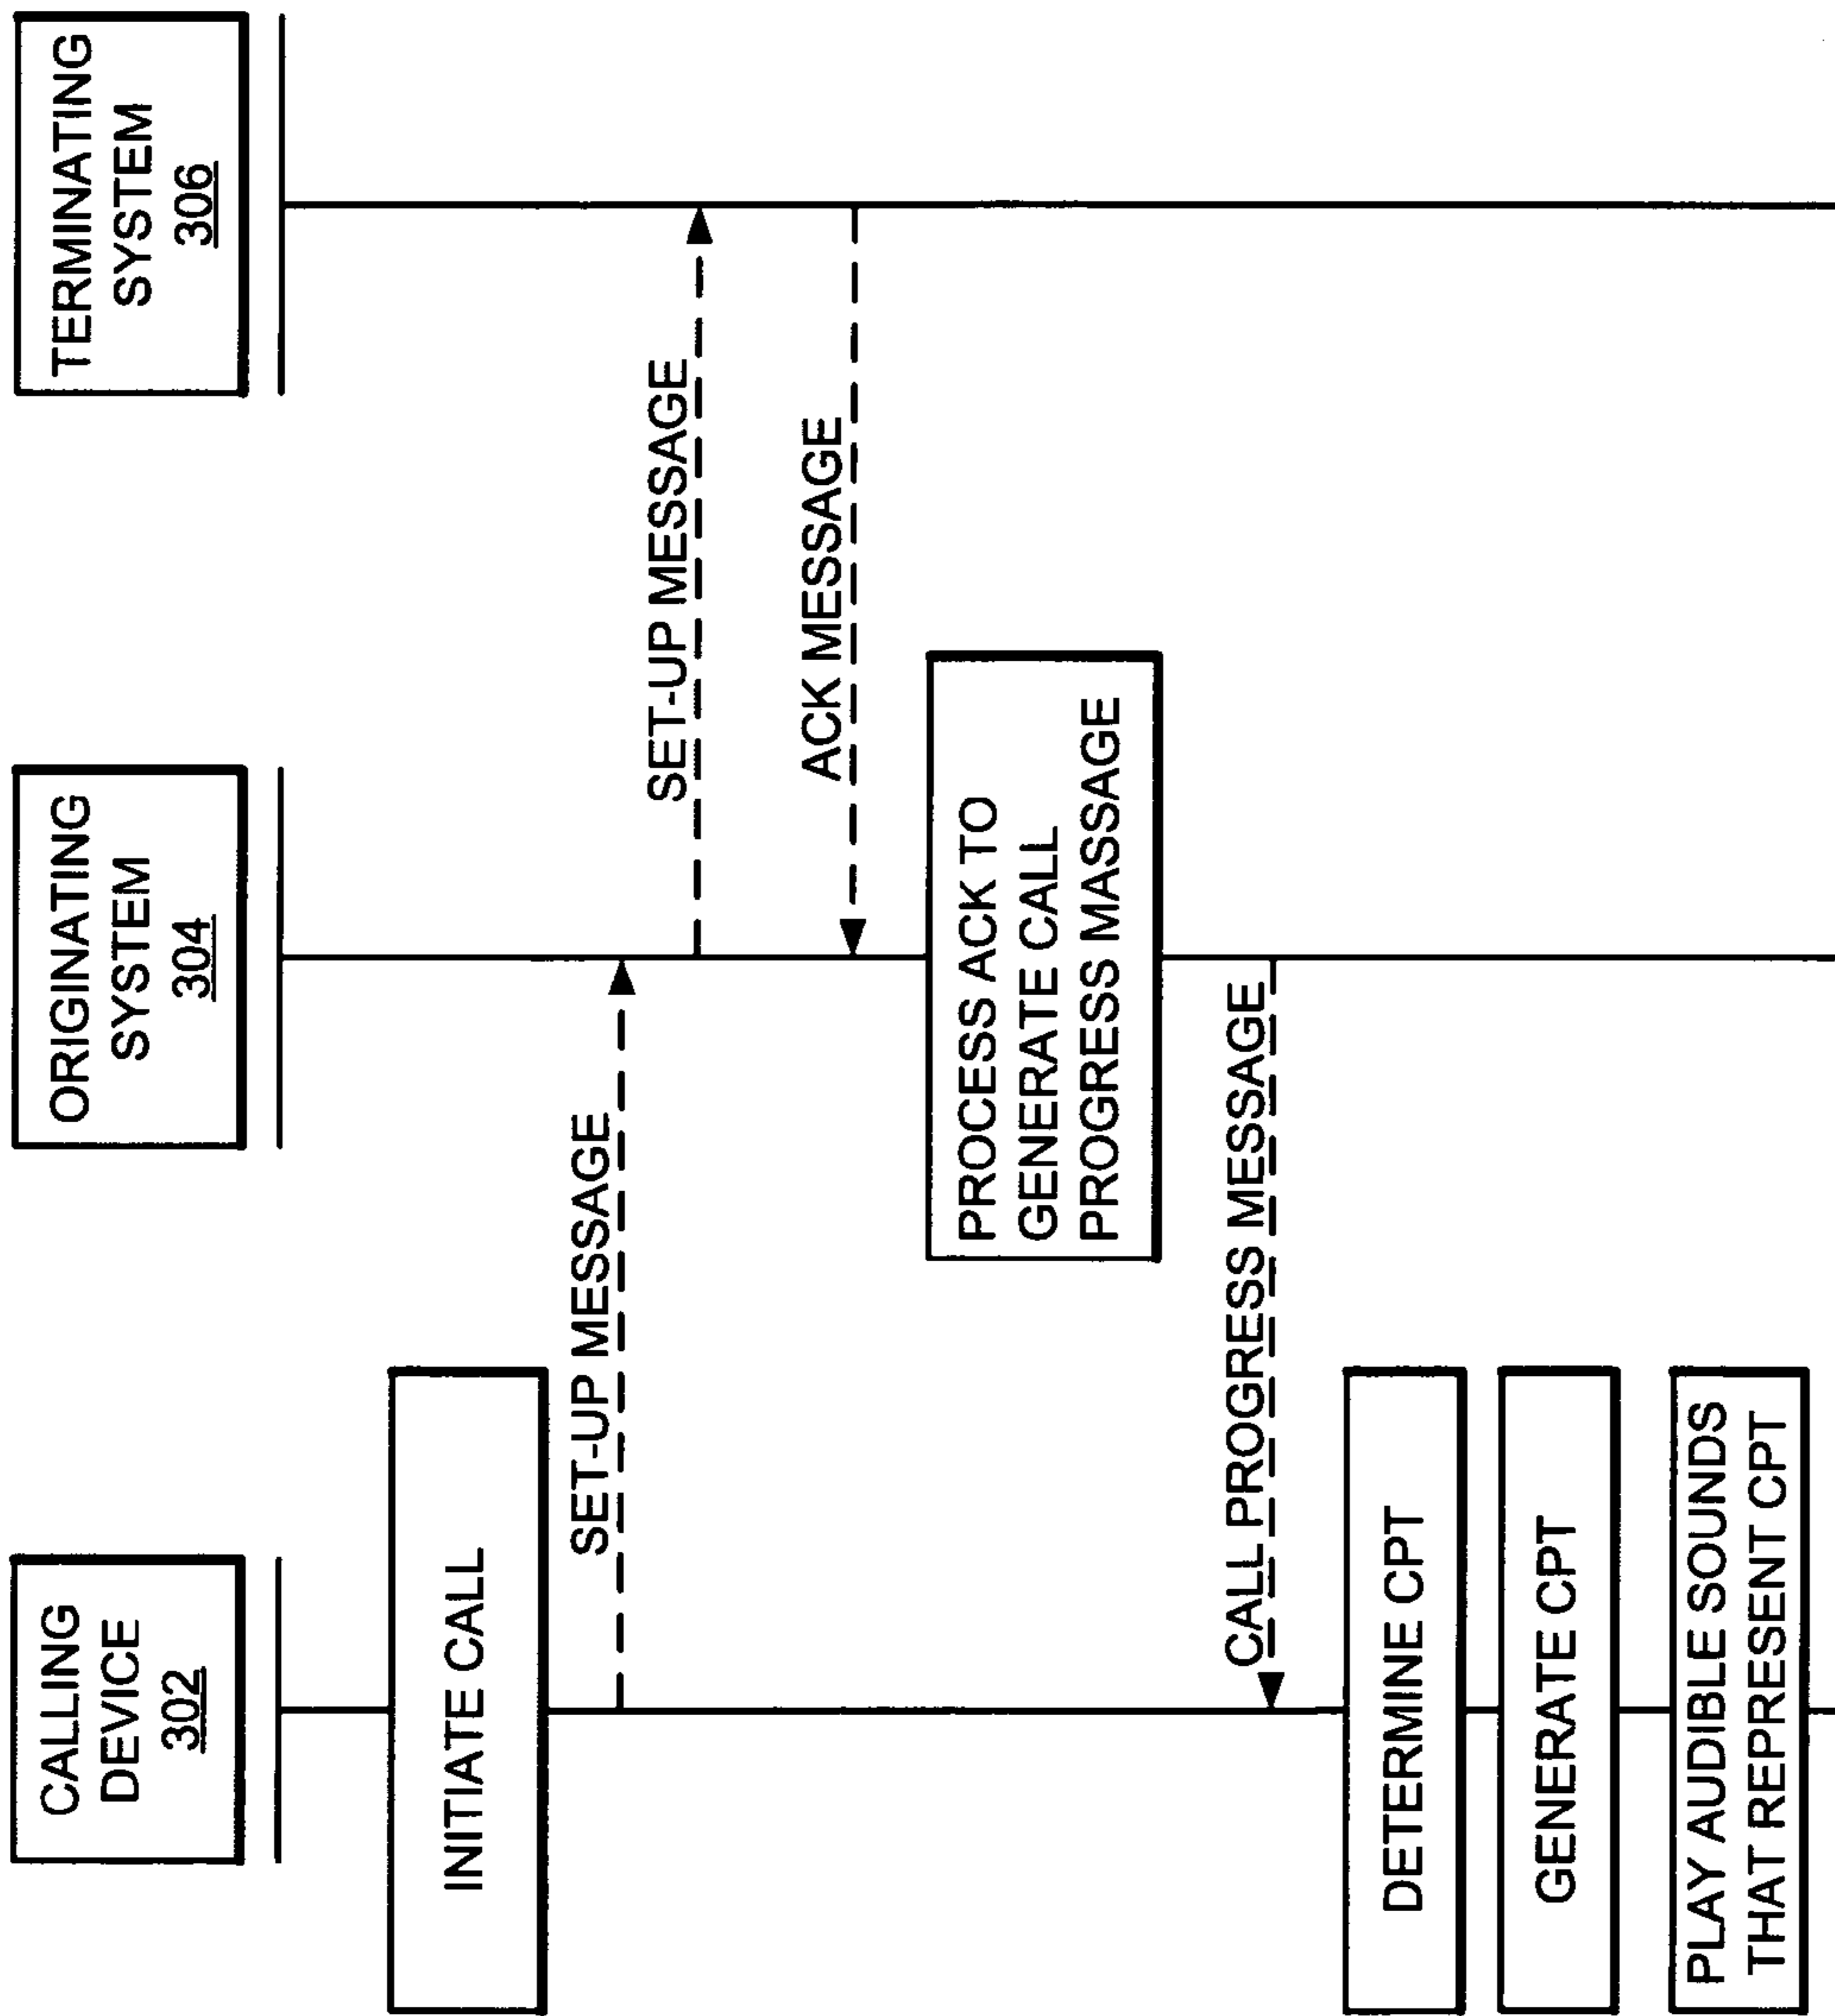 CALLING
DEVICE
302
ORIGINATING
SYSTEM
304
TERMINATING
SYSTEM
306
INITIATE CALL
SET-UP MESSAGE
SET-UP MESSAGE
ACK MESSAGE
PROCESS ACK TO
GENERATE CALL
PROGRESS MASSAGE
CALL PROGRESS MESSAGE
DETERMINE CPT
GENERATE CPT
PLAY AUDIBLE SOUNDS
THAT REPRESENT CPT